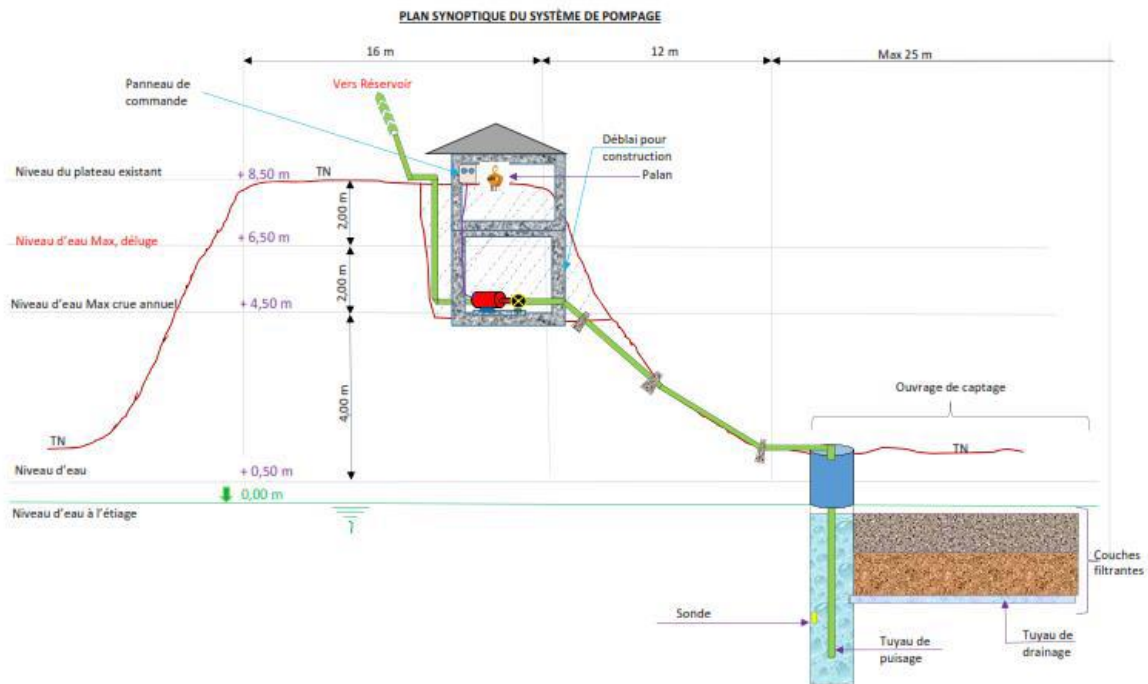 PLAN SYNOPTIQUE DU SYSTÈME DE POMPAGE
16 m
12 m
Max 25 m
Panneau de
commande
Vers Réservoir
Déblai pour
construction
Palan
Niveau du plateau existant
+ 8,50 m
TN
2,00 m
Niveau d'eau Max, déluge
+ 6,50 m
2,00 m
Niveau d'eau Max crue annuel
+ 4,50 m
4,00 m
Ouvrage de captage
TN
TN
Niveau d'eau
+ 0,50 m
0,00 m
Niveau d'eau à l'étiage
Couches
filtrantes
Sonde
Tuyau de
puisage
Tuyau de
drainage